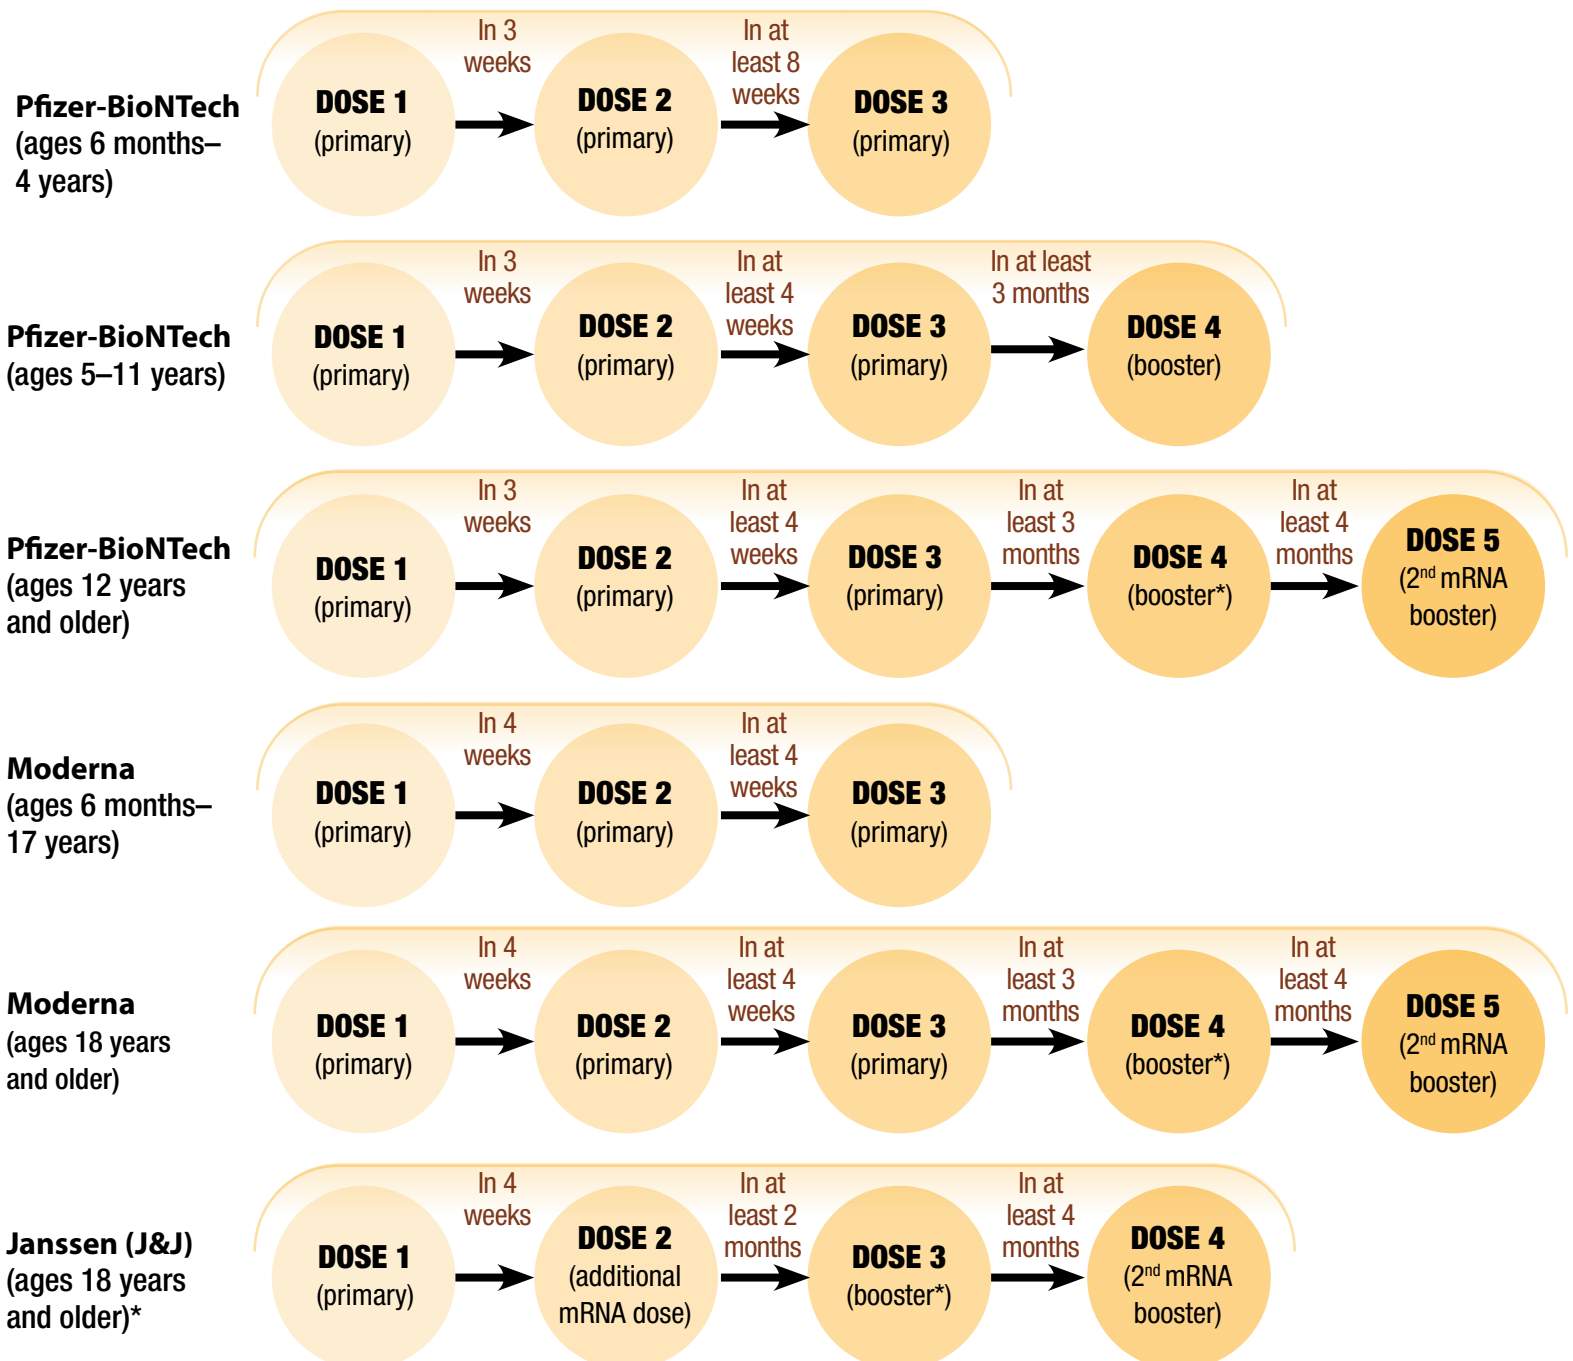 Pfizer-BioNTech
(ages 6 months–
4 years)
DOSE 1
(primary)
In 3
weeks
DOSE 2
(primary)
In at
least 8
weeks
DOSE 3
(primary)
Pfizer-BioNTech
(ages 5–11 years)
DOSE 1
(primary)
In 3
weeks
DOSE 2
(primary)
In at
least 4
weeks
DOSE 3
(primary)
In at least
3 months
DOSE 4
(booster)
Pfizer-BioNTech
(ages 12 years
and older)
DOSE 1
(primary)
In 3
weeks
DOSE 2
(primary)
In at
least 4
weeks
DOSE 3
(primary)
In at
least 3
months
DOSE 4
(booster*)
In at
least 4
months
DOSE 5
(2nd mRNA
booster)
Moderna
(ages 6 months–
17 years)
DOSE 1
(primary)
In 4
weeks
DOSE 2
(primary)
In at
least 4
weeks
DOSE 3
(primary)
Moderna
(ages 18 years
and older)
DOSE 1
(primary)
In 4
weeks
DOSE 2
(primary)
In at
least 4
weeks
DOSE 3
(primary)
In at
least 3
months
DOSE 4
(booster*)
In at
least 4
months
DOSE 5
(2nd mRNA
booster)
Janssen (J&J)
(ages 18 years
and older)*
DOSE 1
(primary)
In 4
weeks
DOSE 2
(additional
mRNA dose)
In at
least 2
months
DOSE 3
(booster*)
In at
least 4
months
DOSE 4
(2nd mRNA
booster)